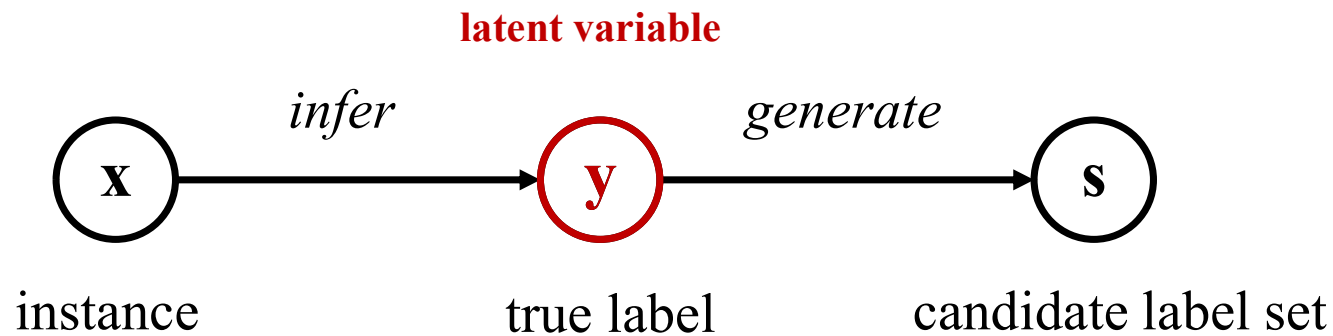 latent variable
infer
generate
x
y
s
instance
true label
candidate label set